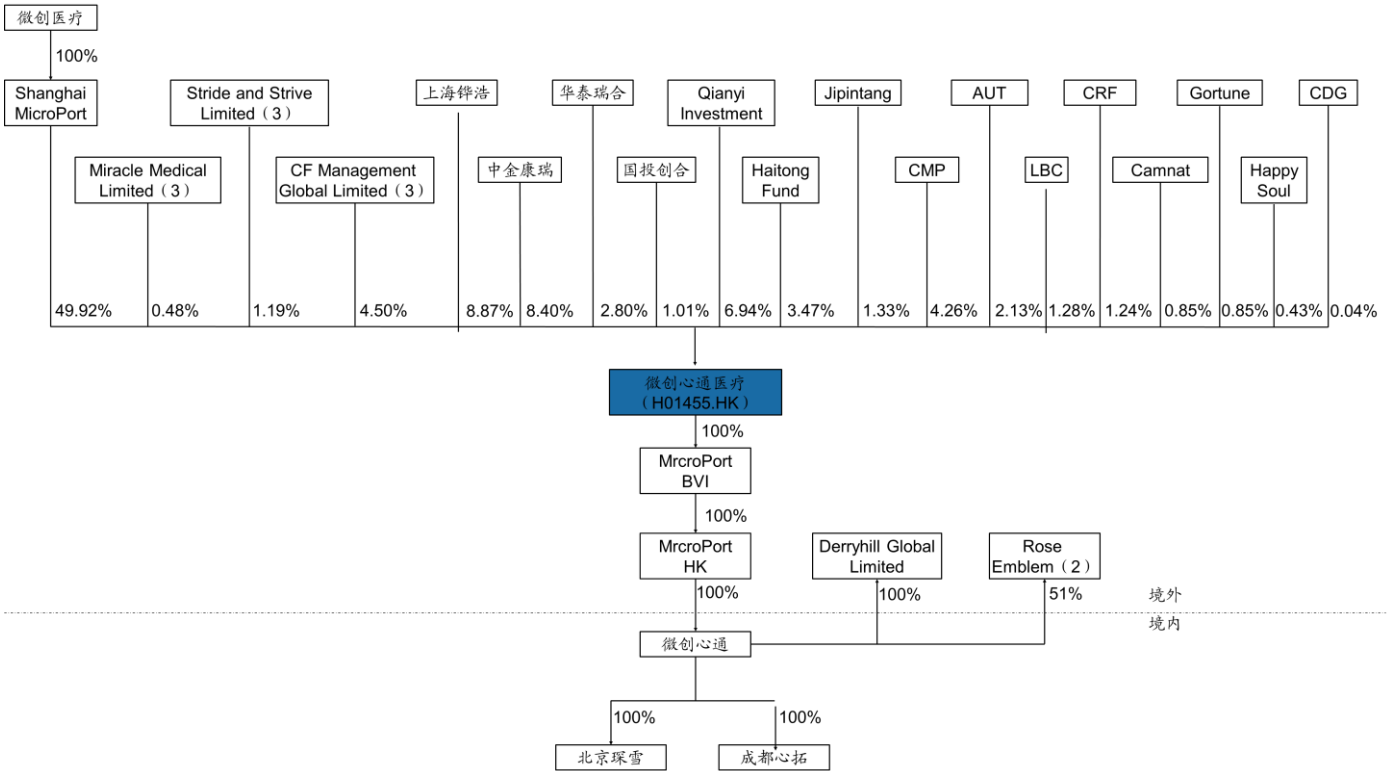 微创医疗
100%
Shanghai
MicroPort
Stride and Strive
Limited（3）
上海铧浩
华泰瑞合
Qianyi
Investment
Jipintang
AUT
CRF
Gortune
CDG
Miracle Medical
Limited（3）
CF Management
Global Limited（3）
中金康瑞
国投创合
Haitong
Fund
CMP
LBC
Camnat
Happy
Soul
49.92%
0.48%
1.19%
4.50%
8.87%
8.40%
2.80%
1.01%
6.94%
3.47%
1.33%
4.26%
2.13%
1.28%
1.24%
0.85%
0.85%
0.43%
0.04%
微创心通医疗
（H01455.HK）
100%
MrcroPort
BVI
100%
MrcroPort
HK
Derryhill Global
Limited
Rose
Emblem（2）
100%
100%
51%
境外
境内
微创心通
100%
100%
北京琛雪
成都心拓